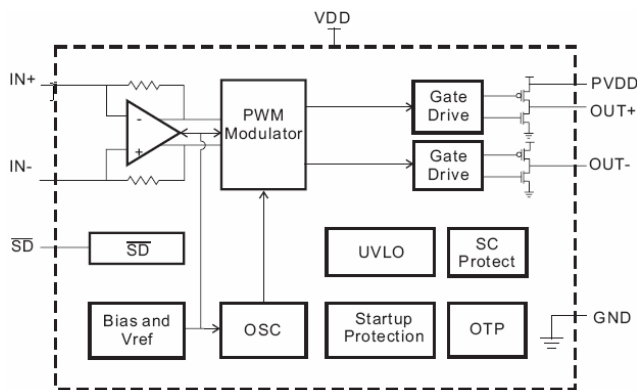 VDD
IN+
IN-
SD
-
+
PWM
Modulator
Gate
Drive
Gate
Drive
PVDD
OUT+
OUT-
SD
UVLO
SC
Protect
Bias and
Vref
OSC
Startup
Protection
OTP
GND